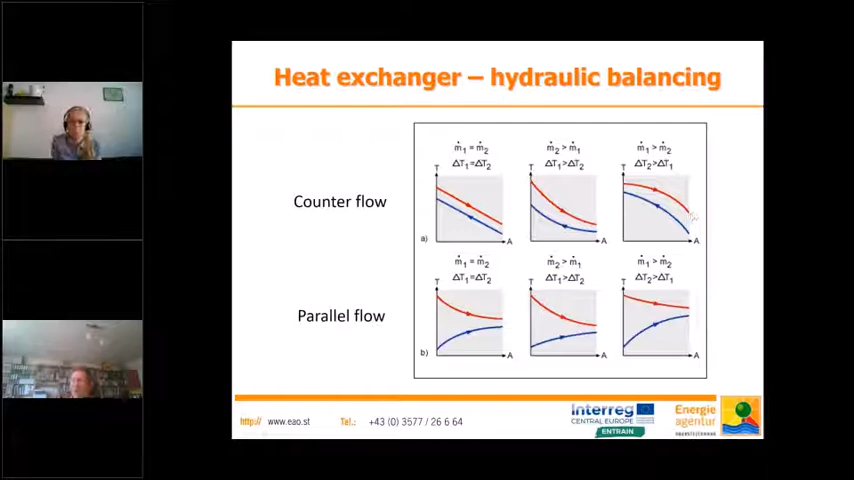 Heat exchanger – hydraulic balancing
ṁ1 = ṁ2
ΔT1=ΔT2
ṁ2 > ṁ1
ΔT1>ΔT2
ṁ1 > ṁ2
ΔT2>ΔT1
Counter flow
T
T
T
a)
A
A
A
ṁ1 = ṁ2
ΔT1=ΔT2
ṁ2 > ṁ1
ΔT1>ΔT2
ṁ1 > ṁ2
ΔT2>ΔT1
Parallel flow
T
T
T
b)
A
A
A
http:// www.eao.st Tel.: +43 (0) 3577 / 26 6 64
Interreg
CENTRAL EUROPE
ENTRAIN
Energie
agentur